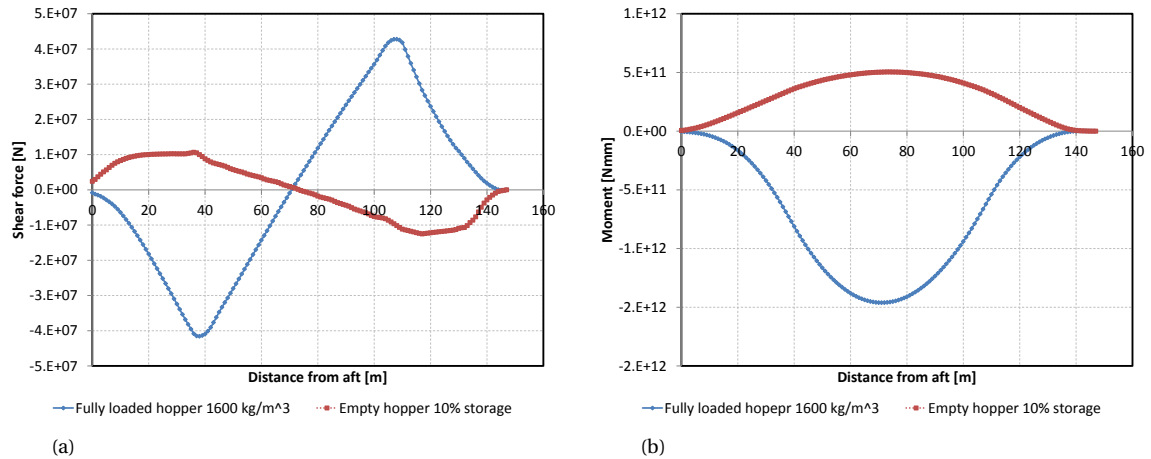 5.E+07
4.E+07
3.E+07
2.E+07
1.E+07
0.E+00
-1.E+07
-2.E+07
-3.E+07
-4.E+07
-5.E+07
Shear force [N]
0 20 40 60 80 100 120 140 160
Distance from aft [m]
Fully loaded hopper 1600 kg/m^3 Empty hopper 10% storage
(a)
1.E+12
5.E+11
0.E+00
-5.E+11
-1.E+12
-2.E+12
-2.E+12
Moment [Nmm]
0 20 40 60 80 100 120 140 160
Distance from aft [m]
Fully loaded hopepr 1600 kg/m^3 Empty hopper 10% storage
(b)